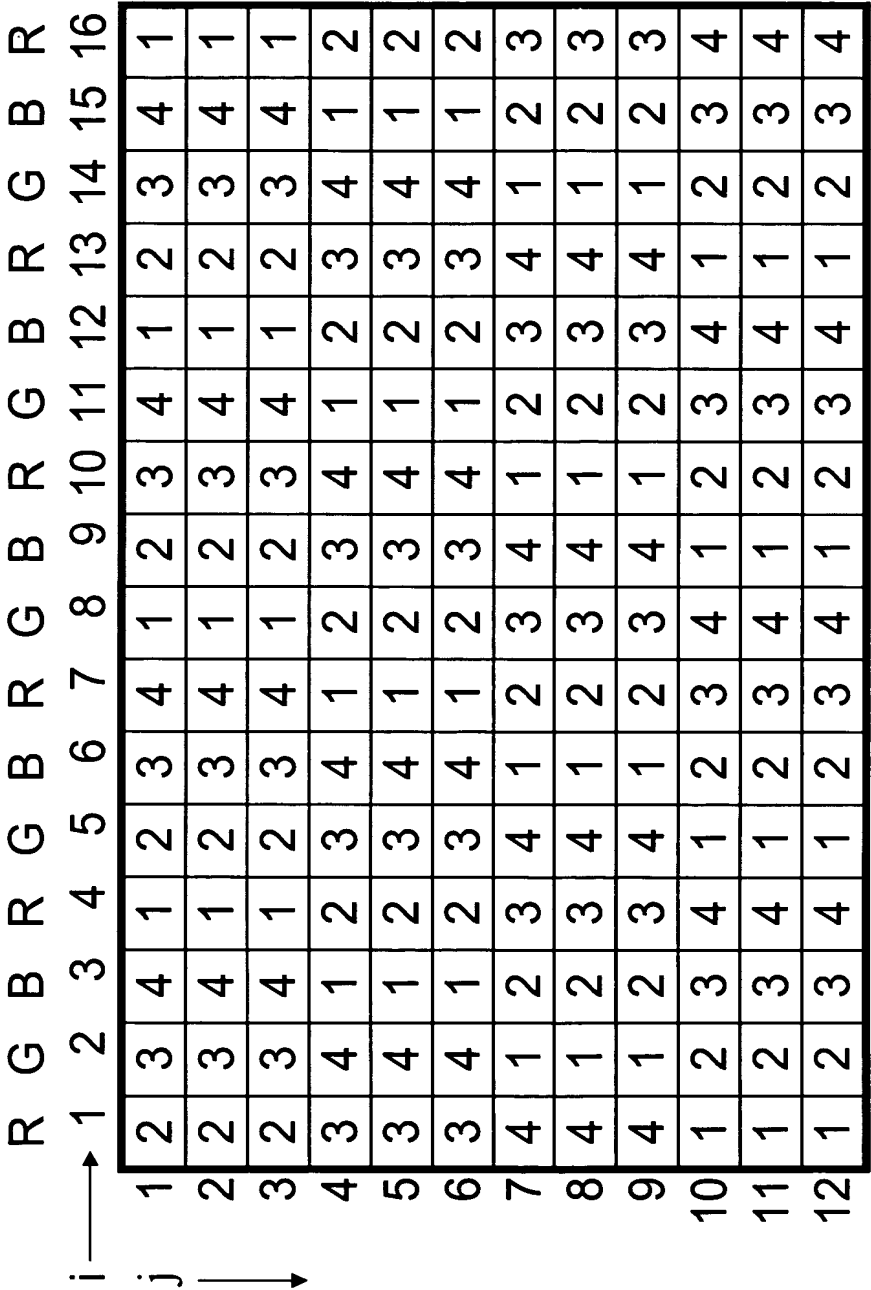 R G B R G B R G B R G B R G B R
i → 1 2 3 4 5 6 7 8 9 10 11 12 13 14 15 16
j → 1 2 3 4 1 2 3 4 1 2 3 4 1 2 3 4 1
2 2 3 4 1 2 3 4 1 2 3 4 1 2 3 4 1
3 2 3 4 1 2 3 4 1 2 3 4 1 2 3 4 1
4 3 4 1 2 3 4 1 2 3 4 1 2 3 4 1 2
5 3 4 1 2 3 4 1 2 3 4 1 2 3 4 1 2
6 3 4 1 2 3 4 1 2 3 4 1 2 3 4 1 2
7 4 1 2 3 4 1 2 3 4 1 2 3 4 1 2 3
8 4 1 2 3 4 1 2 3 4 1 2 3 4 1 2 3
9 4 1 2 3 4 1 2 3 4 1 2 3 4 1 2 3
10 1 2 3 4 1 2 3 4 1 2 3 4 1 2 3 4
11 1 2 3 4 1 2 3 4 1 2 3 4 1 2 3 4
12 1 2 3 4 1 2 3 4 1 2 3 4 1 2 3 4